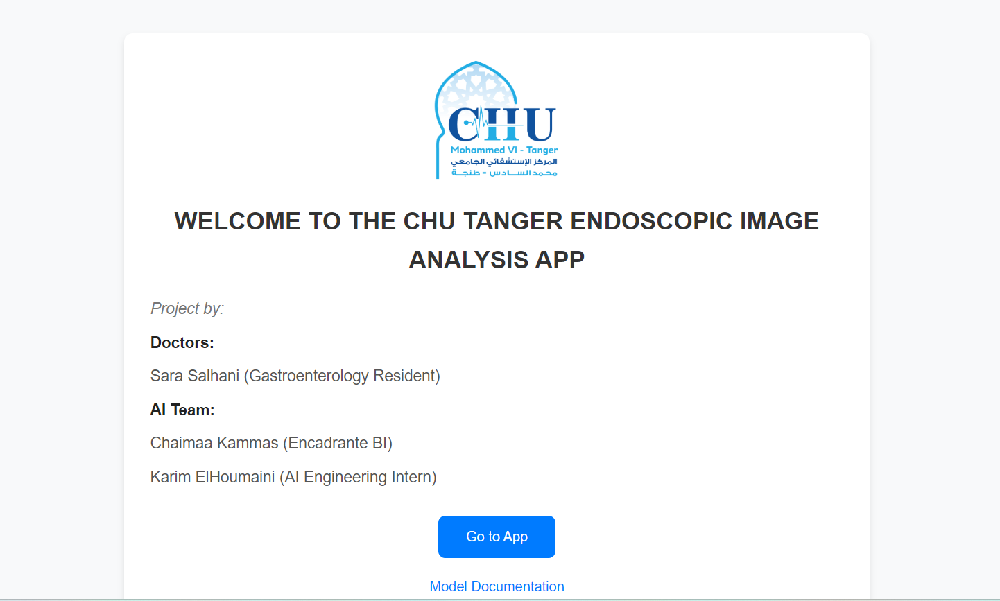 CHU
Mohammed VI - Tanger
المركز الإستشفائي الجامعي
محمد السادس - طنجة
WELCOME TO THE CHU TANGER ENDOSCOPIC IMAGE
ANALYSIS APP
Project by:
Doctors:
Sara Salhani (Gastroenterology Resident)
AI Team:
Chaimaa Kammas (Encadrante BI)
Karim ElHoumaini (AI Engineering Intern)
Go to App
Model Documentation